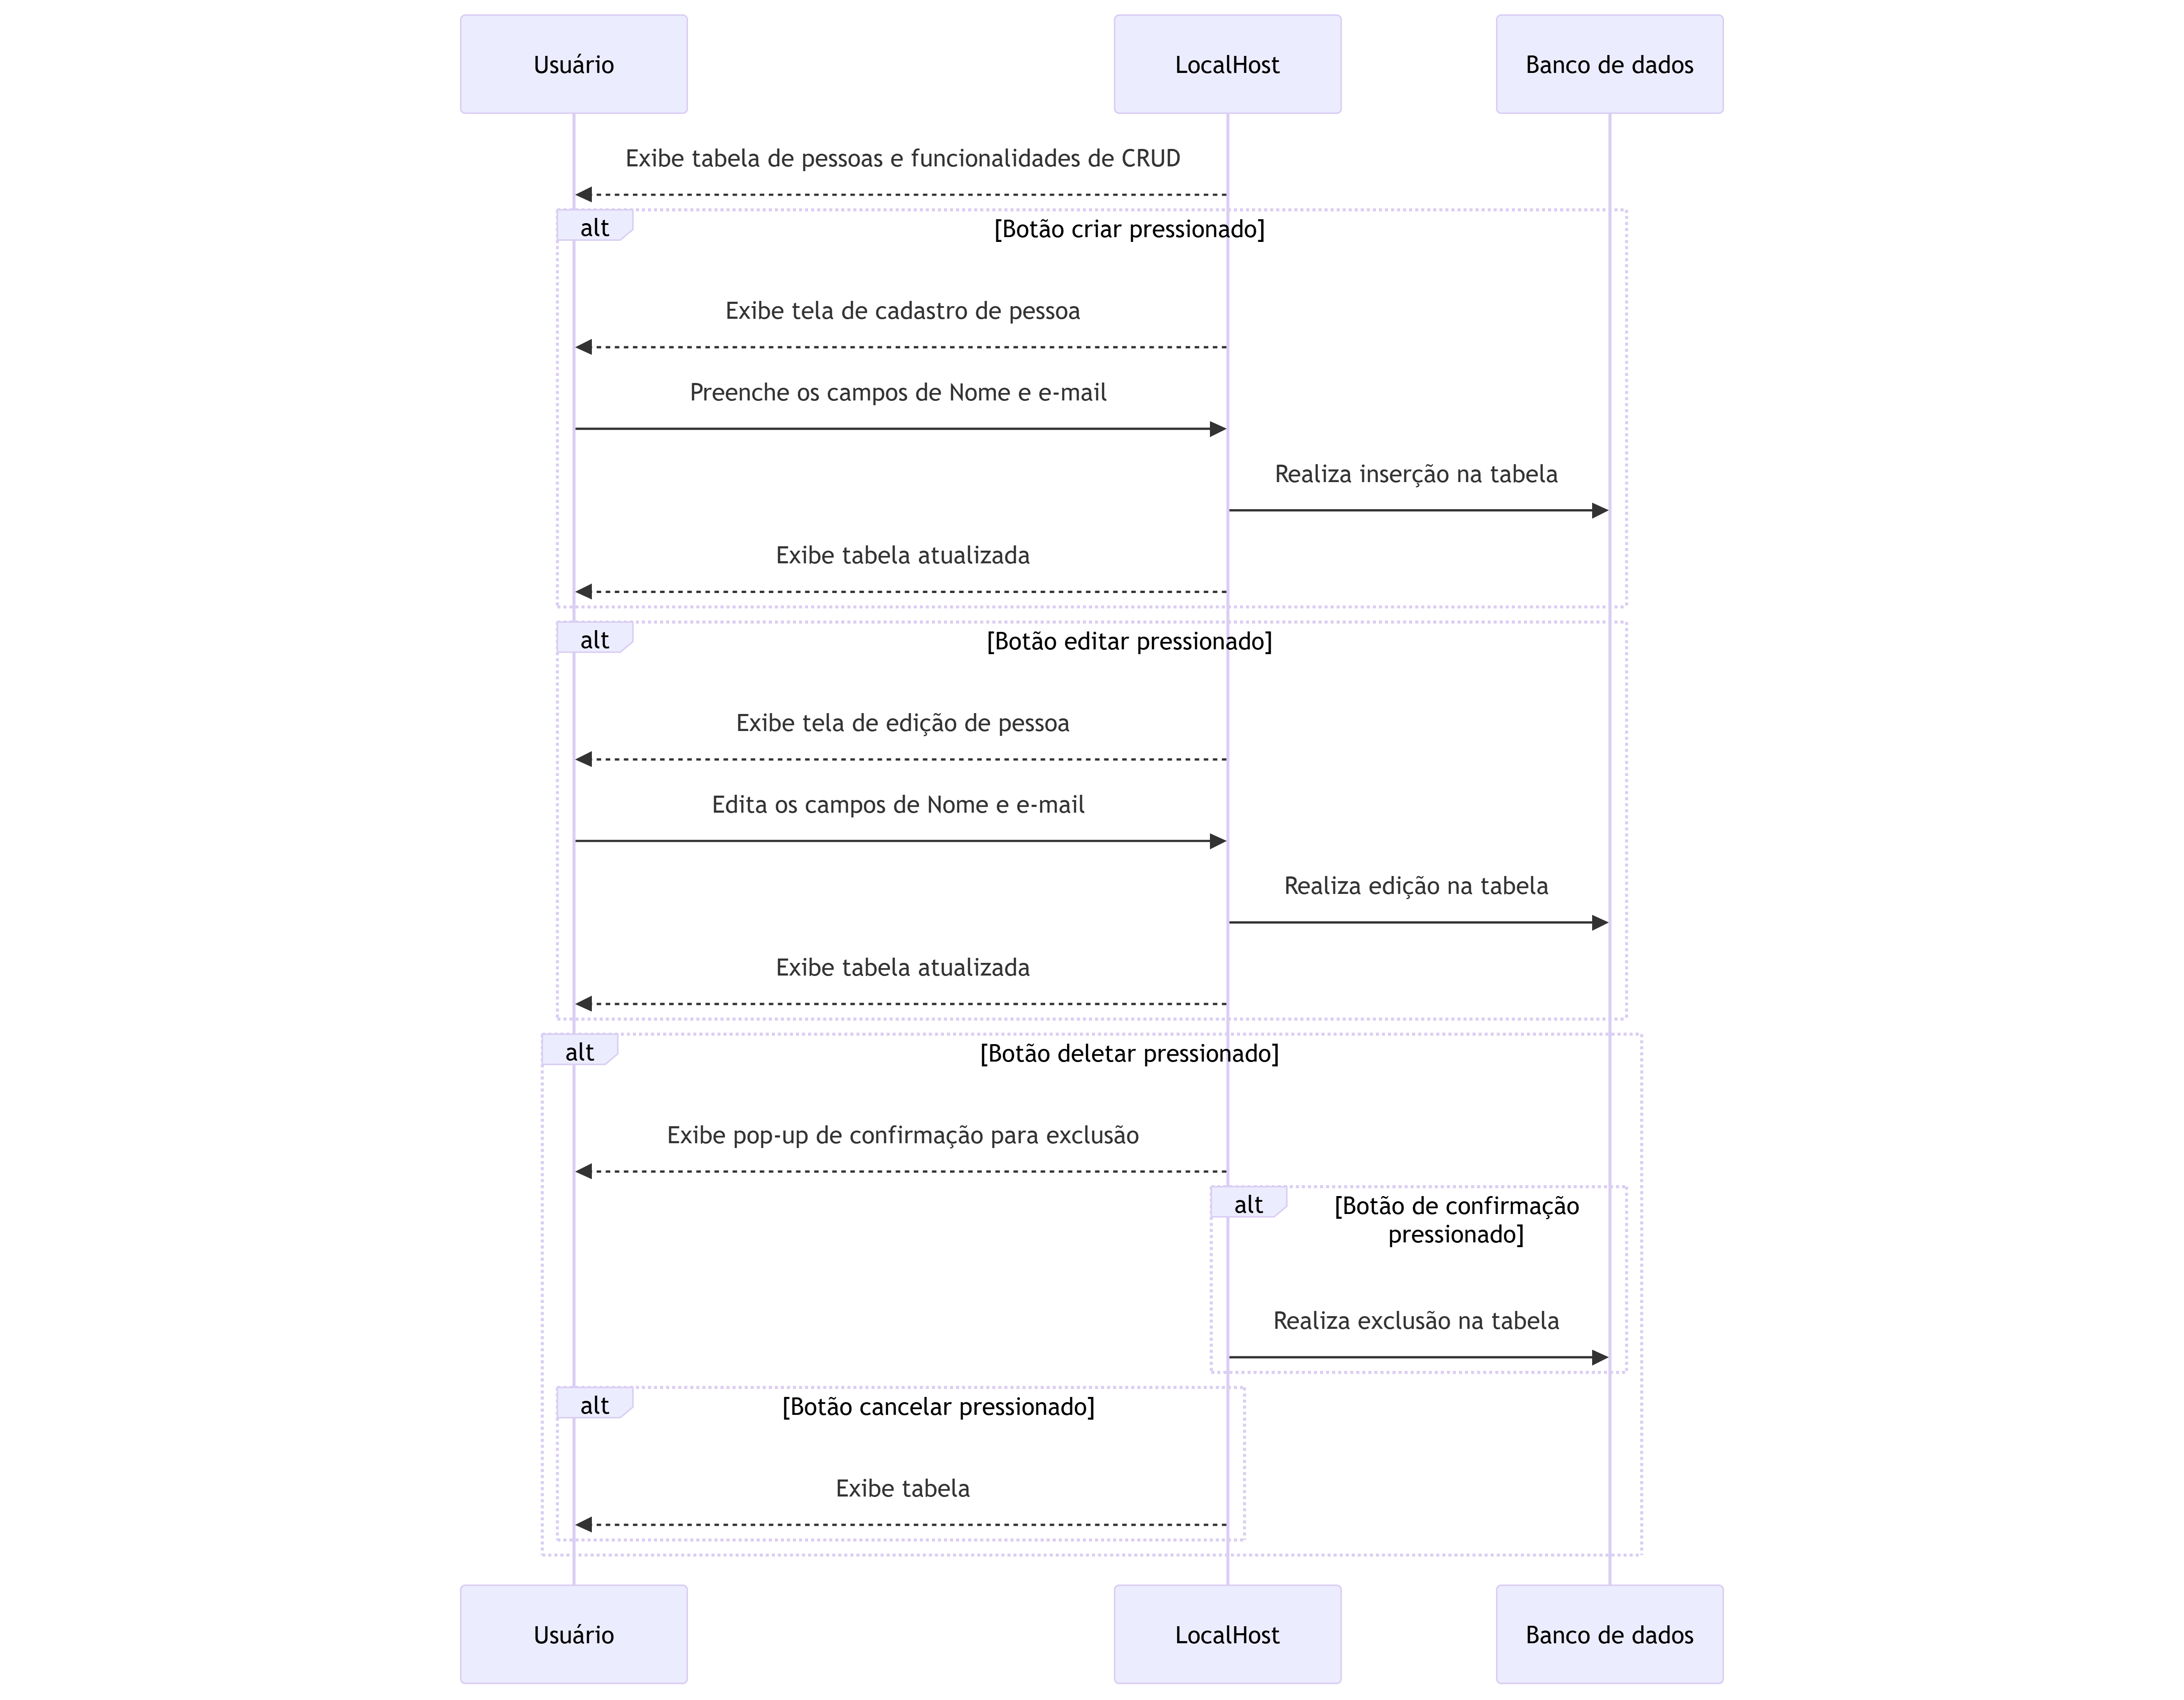 Usuário
LocalHost
Banco de dados
Exibe tabela de pessoas e funcionalidades de CRUD
alt
[Botão criar pressionado]
Exibe tela de cadastro de pessoa
Preenche os campos de Nome e e-mail
Realiza inserção na tabela
Exibe tabela atualizada
alt
[Botão editar pressionado]
Exibe tela de edição de pessoa
Edita os campos de Nome e e-mail
Realiza edição na tabela
Exibe tabela atualizada
alt
[Botão deletar pressionado]
Exibe pop-up de confirmação para exclusão
alt
[Botão de confirmação
pressionado]
Realiza exclusão na tabela
alt
[Botão cancelar pressionado]
Exibe tabela
Usuário
LocalHost
Banco de dados